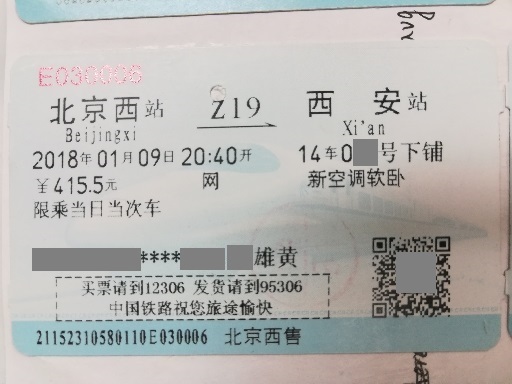 E030006
北京西站 Z19 西安站
Beijingxi Xi'an
2018年01月09日 20:40开 14车0 号下铺
￥415.5元 网 新空调软卧
限乘当日当次车
**** 雄黄
买票请到12306 发货请到95306
中国铁路祝您旅途愉快
21152310580110E030006 北京西售